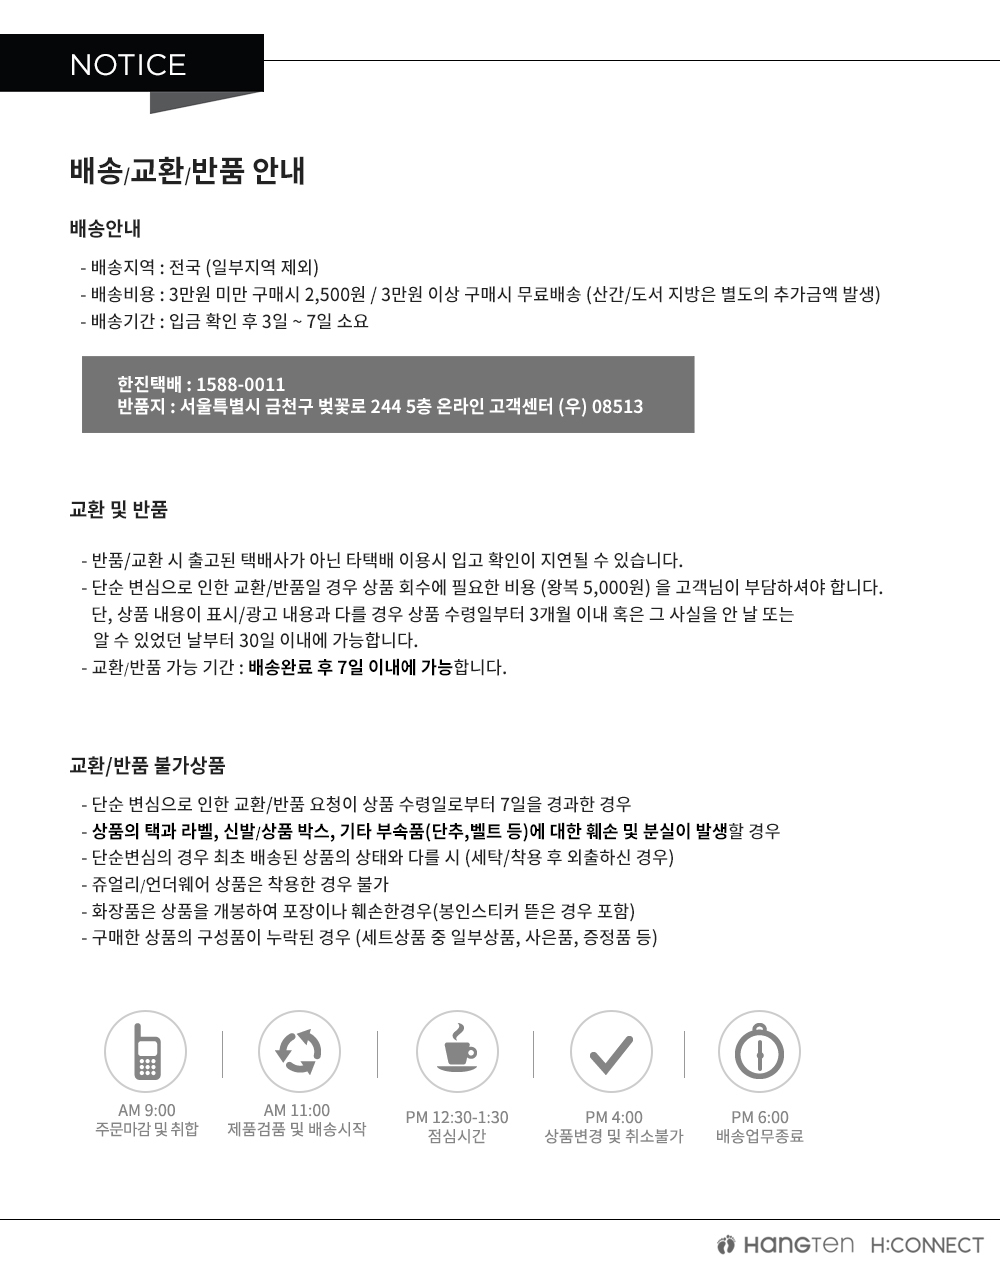 NOTICE
배송/교환/반품 안내
배송안내
- 배송지역 : 전국 (일부지역 제외)
- 배송비용 : 3만원 미만 구매시 2,500원 / 3만원 이상 구매시 무료배송 (산간/도서 지방은 별도의 추가금액 발생)
- 배송기간 : 입금 확인 후 3일 ~ 7일 소요
한진택배 : 1588-0011
반품지 : 서울특별시 금천구 벚꽃로 244 5층 온라인 고객센터 (우) 08513
교환 및 반품
- 반품/교환 시 출고된 택배사가 아닌 타택배 이용시 입고 확인이 지연될 수 있습니다.
- 단순 변심으로 인한 교환/반품일 경우 상품 회수에 필요한 비용 (왕복 5,000원) 을 고객님이 부담하셔야 합니다.
단, 상품 내용이 표시/광고 내용과 다를 경우 상품 수령일부터 3개월 이내 혹은 그 사실을 안 날 또는
알 수 있었던 날부터 30일 이내에 가능합니다.
- 교환/반품 가능 기간 : 배송완료 후 7일 이내에 가능합니다.
교환/반품 불가상품
- 단순 변심으로 인한 교환/반품 요청이 상품 수령일로부터 7일을 경과한 경우
- 상품의 택과 라벨, 신발/상품 박스, 기타 부속품(단추,벨트 등)에 대한 훼손 및 분실이 발생할 경우
- 단순변심의 경우 최초 배송된 상품의 상태와 다를 시 (세탁/착용 후 외출하신 경우)
- 쥬얼리/언더웨어 상품은 착용한 경우 불가
- 화장품은 상품을 개봉하여 포장이나 훼손한경우(봉인스티커 뜯은 경우 포함)
- 구매한 상품의 구성품이 누락된 경우 (세트상품 중 일부상품, 사은품, 증정품 등)
AM 9:00
주문마감 및 취합
AM 11:00
제품검품 및 배송시작
PM 12:30-1:30
점심시간
PM 4:00
상품변경 및 취소불가
PM 6:00
배송업무종료
HANGTEN H:CONNECT